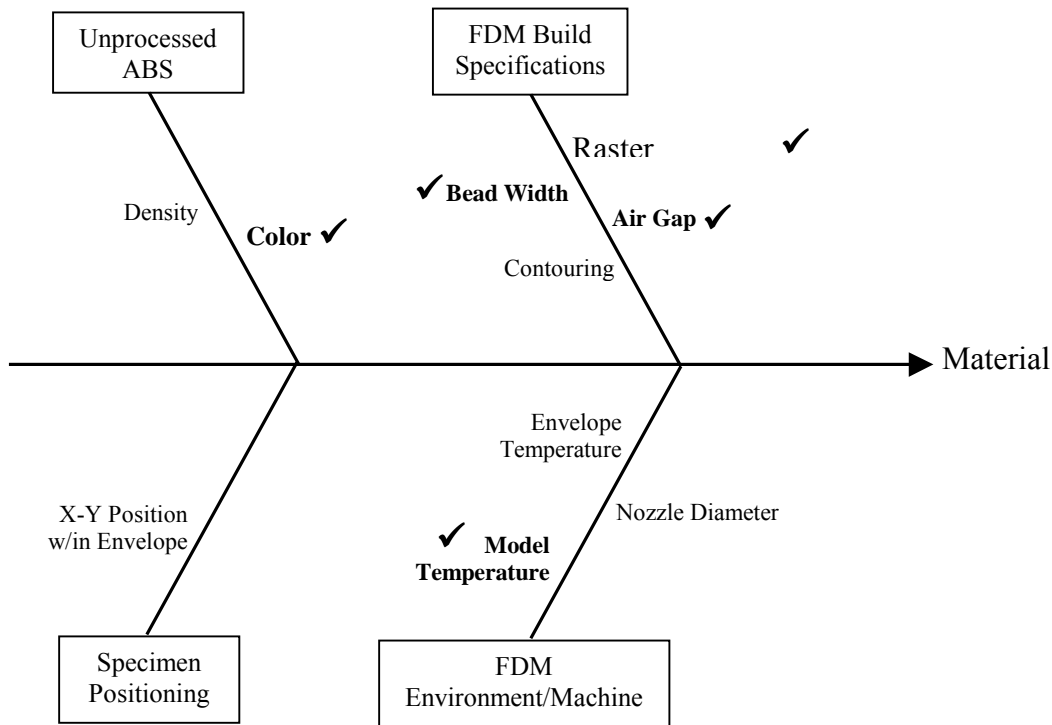 Unprocessed
ABS
FDM Build
Specifications
Raster
Bead Width
Density
Color
Air Gap
Contouring
Material
Envelope
Temperature
X-Y Position
w/in Envelope
Nozzle Diameter
Model
Temperature
Specimen
Positioning
FDM
Environment/Machine